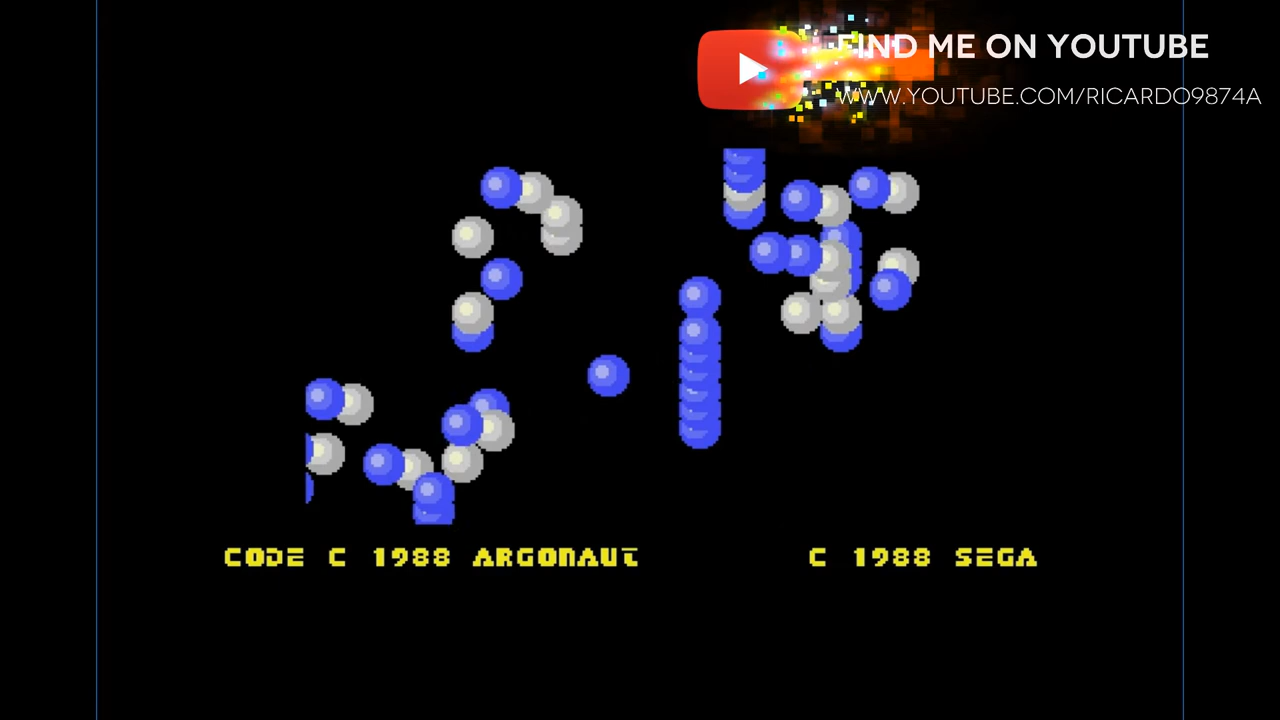 FIND ME ON YOUTUBE
WWW.YOUTUBE.COM/RICARDO9874A
CODE C 1988 ARGONAUT
C 1988 SEGA